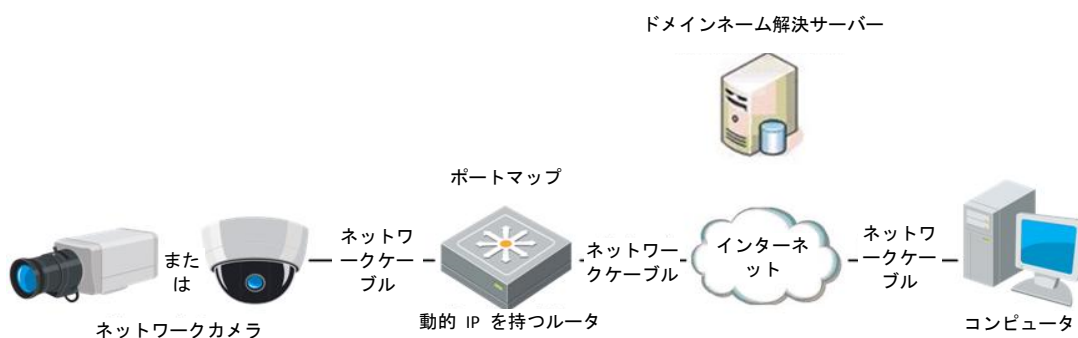 ドメインネーム解決サーバー
ポートマップ
また
は
ネットワ
ークケー
ブル
ネットワー
クケーブル
インターネ
ット
ネットワ
ークケー
ブル
ネットワークカメラ
動的 IP を持つルータ
コンピュータ